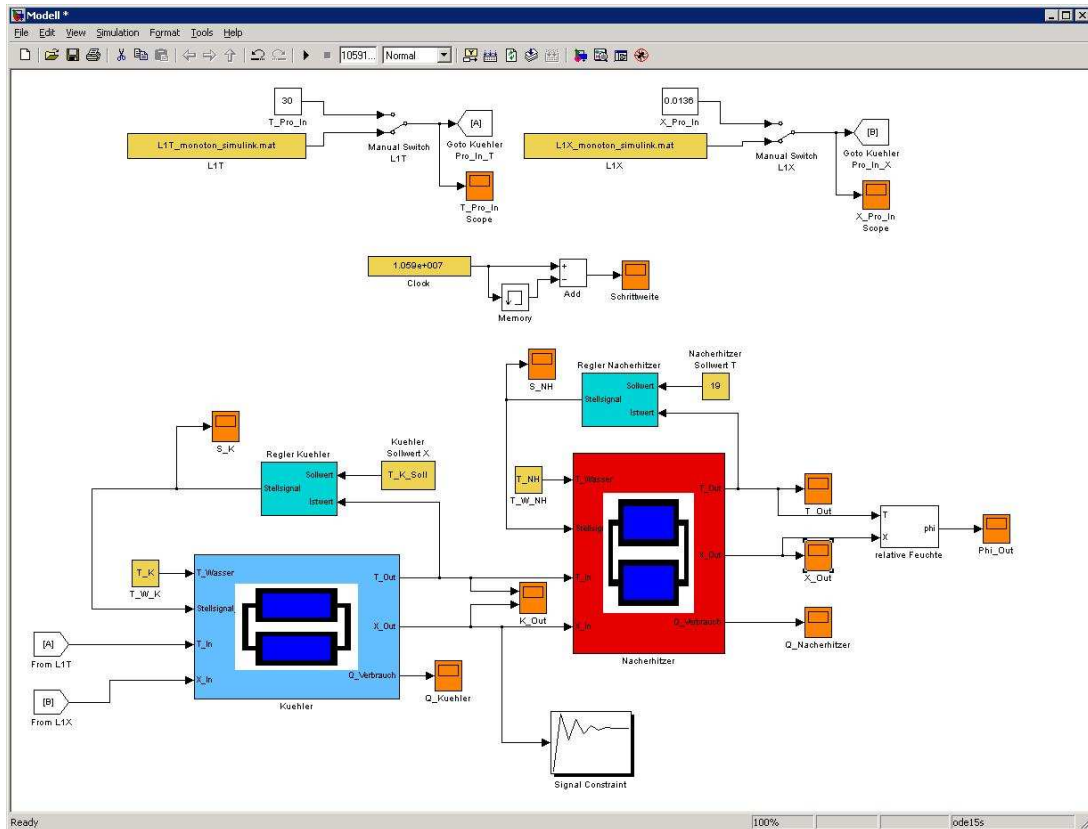 Modell *
File Edit View Simulation Format Tools Help
10591... Normal
30
T_Pro_In
L1T_monoton_simulink.mat
L1T
Manual Switch
L1T
[A]
Goto Kuehler
Pro_In_T
T_Pro_In
Scope
0.0136
X_Pro_In
L1X_monoton_simulink.mat
L1X
Manual Switch
L1X
[B]
Goto Kuehler
Pro_In_X
X_Pro_In
Scope
1.059e+007
Clock
Memory
+
−
Add
Schrittweite
S_NH
Regler Nacherhitzer
Sollwert
Stellsignal
Istwert
Nacherhitzer
Sollwert T
19
S_K
Regler Kuehler
Sollwert
Stellsignal
Istwert
Kuehler
Sollwert X
T_K_Soll
T_NH
T_W_NH
T_Wasser
Stellsig
T_In
X_In
T_Out
X_Out
Q_Verbrauch
Nacherhitzer
T_Out
X_Out
Q_Nacherhitzer
T
X
phi
relative Feuchte
Phi_Out
T_K
T_W_K
[A]
From L1T
[B]
From L1X
T_Wasser
Stellsignal
T_In
X_In
T_Out
X_Out
Q_Verbrauch
Kuehler
K_Out
Q_Kuehler
Signal Constraint
Ready
100%
ode15s